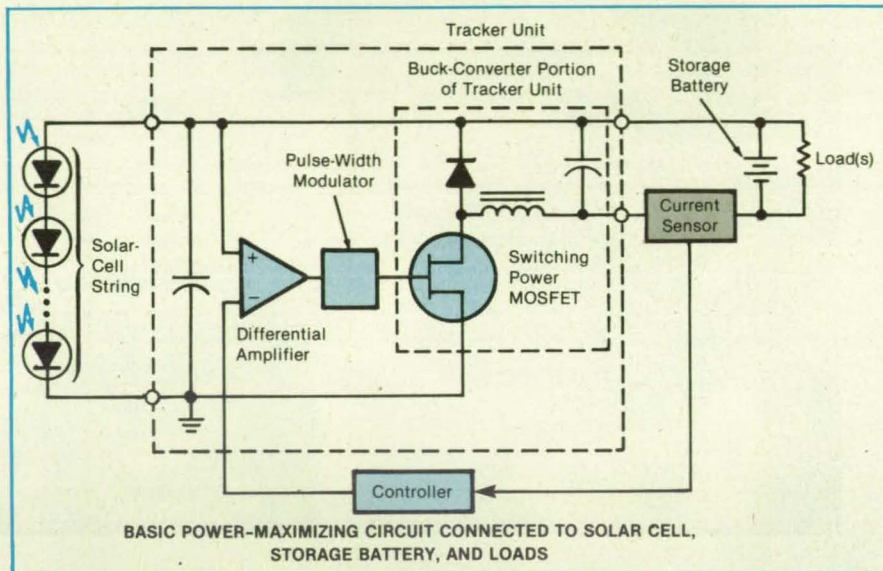 Tracker Unit
Buck-Converter Portion
of Tracker Unit
Storage
Battery
Pulse-Width
Modulator
Load(s)
Current
Sensor
Solar-
Cell
String
+
−
Switching
Power
MOSFET
Differential
Amplifier
Controller
BASIC POWER–MAXIMIZING CIRCUIT CONNECTED TO SOLAR CELL,
STORAGE BATTERY, AND LOADS